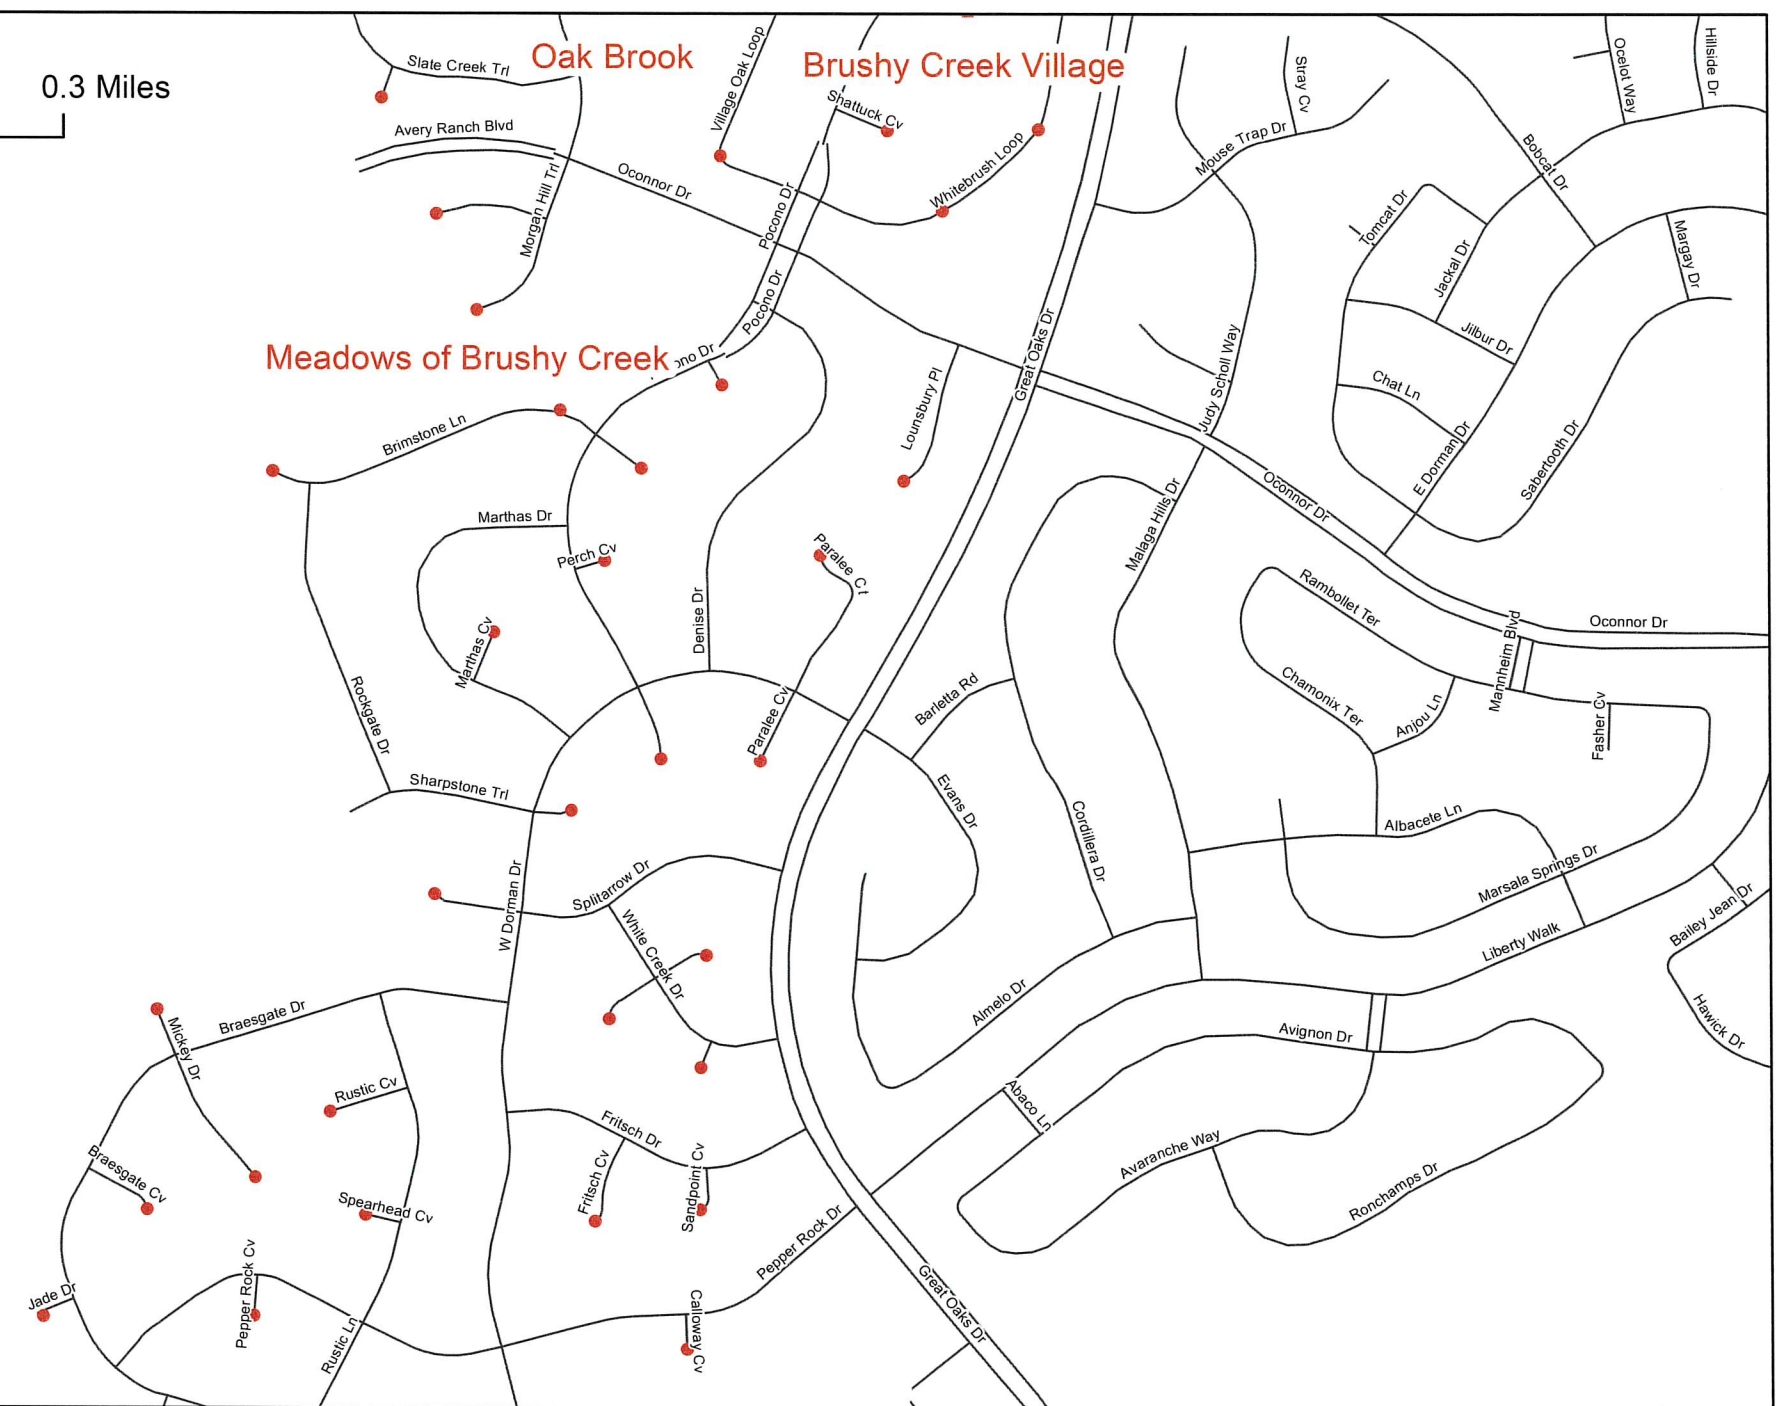 0.3 Miles
Slate Creek Trl
Oak Brook
Village Oak Loop
Brushy Creek Village
Shattuck Cv
Whitebrush Loop
Stray Cv
Mouse Trap Dr
Ocelot Way
Hillside Dr
Bobcat Dr
Avery Ranch Blvd
Morgan Hill Trl
Oconnor Dr
Pocono Dr
Pocono Dr
ono Dr
Tomcat Dr
Jackal Dr
Margay Dr
Jilbur Dr
Chat Ln
E Dorman Dr
Sabertooth Dr
Meadows of Brushy Creek
Great Oaks Dr
Judy Scholl Way
Lounsbury Pl
Brimstone Ln
Oconnor Dr
Malaga Hills Dr
Marthas Dr
Perch Cv
Paralee Ct
Denise Dr
Marthas Cv
Rockgate Dr
Paralee Cv
Barletta Rd
Rambollet Ter
Mannheim Blvd
Oconnor Dr
Chamonix Ter
Anjou Ln
Fasher Cv
Sharpstone Trl
Evans Dr
Cordillera Dr
Albacete Ln
Marsala Springs Dr
Bailey Jean Dr
Liberty Walk
Hawick Dr
W Dorman Dr
Splitarrow Dr
White Creek Dr
Almelo Dr
Avignon Dr
Braesgate Dr
Mickey Dr
Rustic Cv
Braesgate Cv
Spearhead Cv
Fritsch Dr
Fritsch Cv
Sandpoint Cv
Abaco Ln
Avaranche Way
Ronchamps Dr
Pepper Rock Dr
Jade Dr
Pepper Rock Cv
Rustic Ln
Calloway Cv
Great Oaks Dr